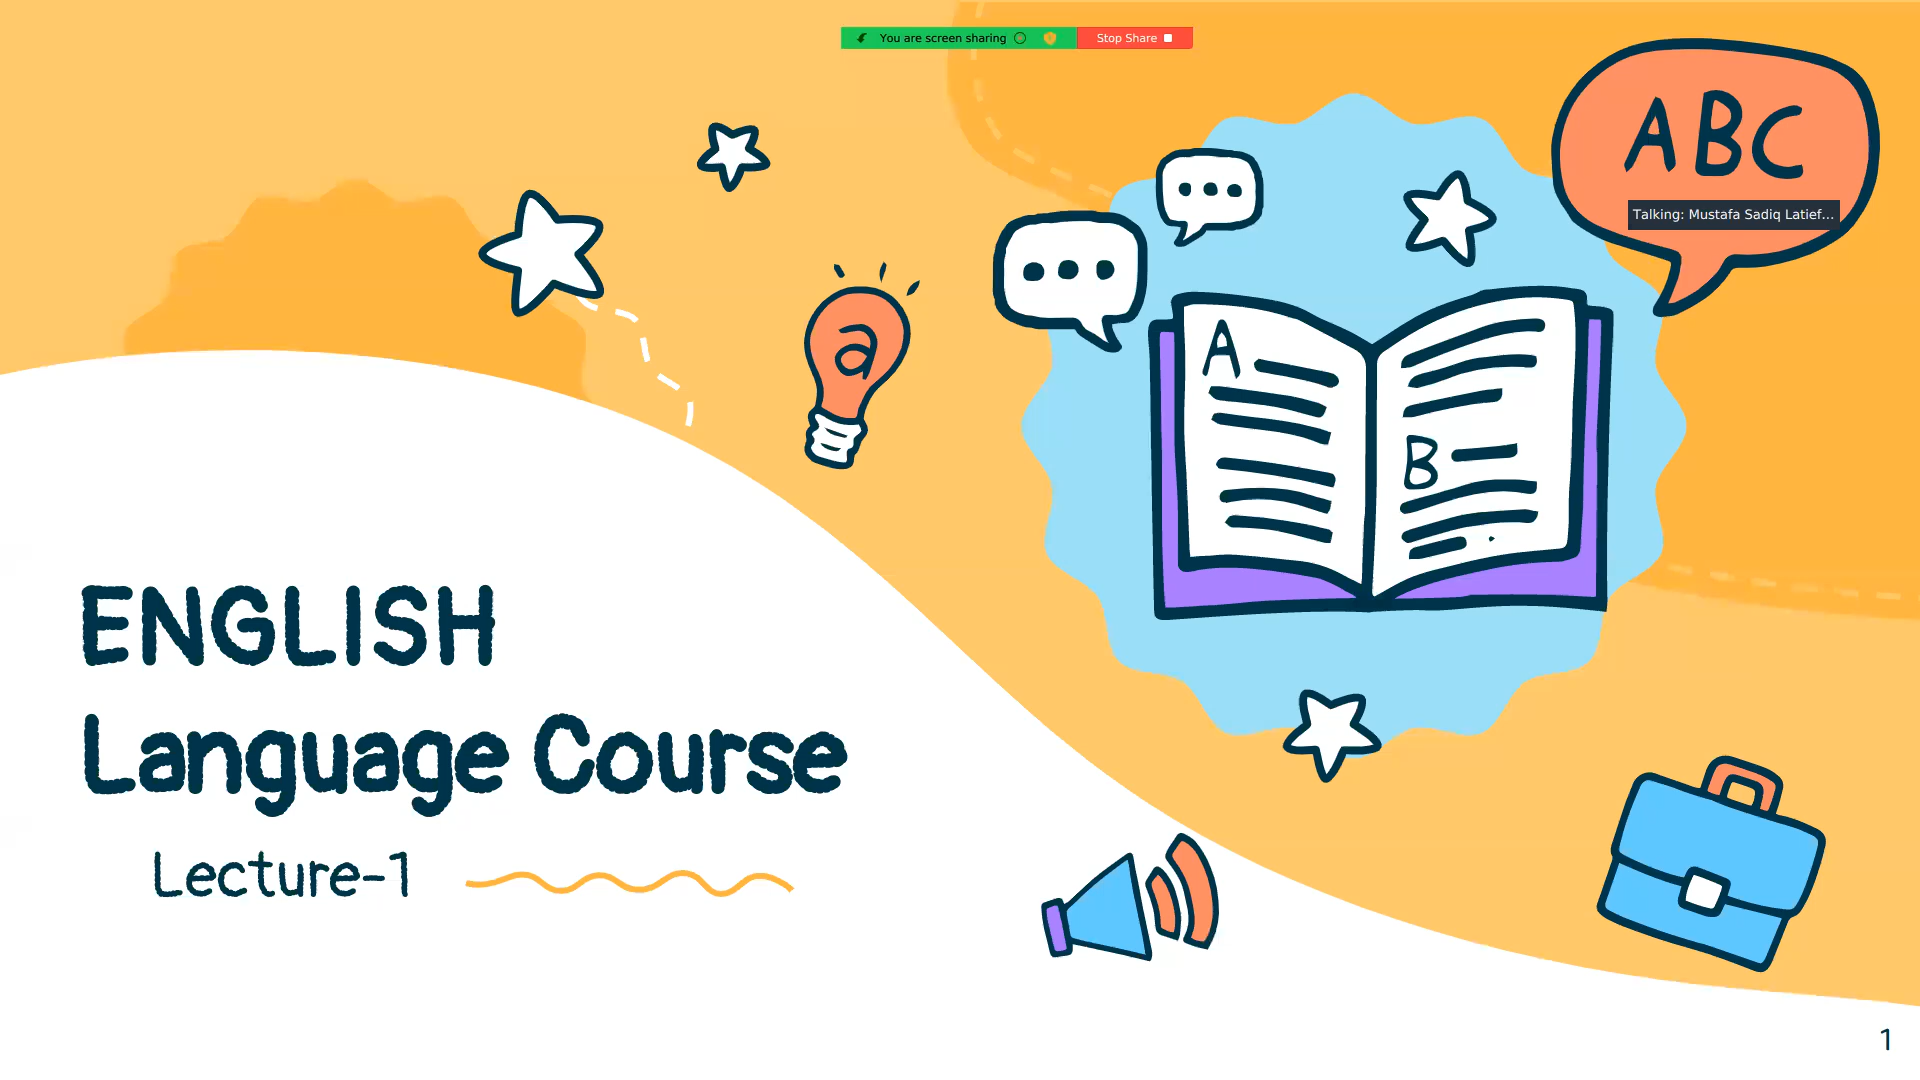 You are screen sharing
Stop Share
ABC
Talking: Mustafa Sadiq Latief...
a
A
B
ENGLISH
Language Course
Lecture-1
1